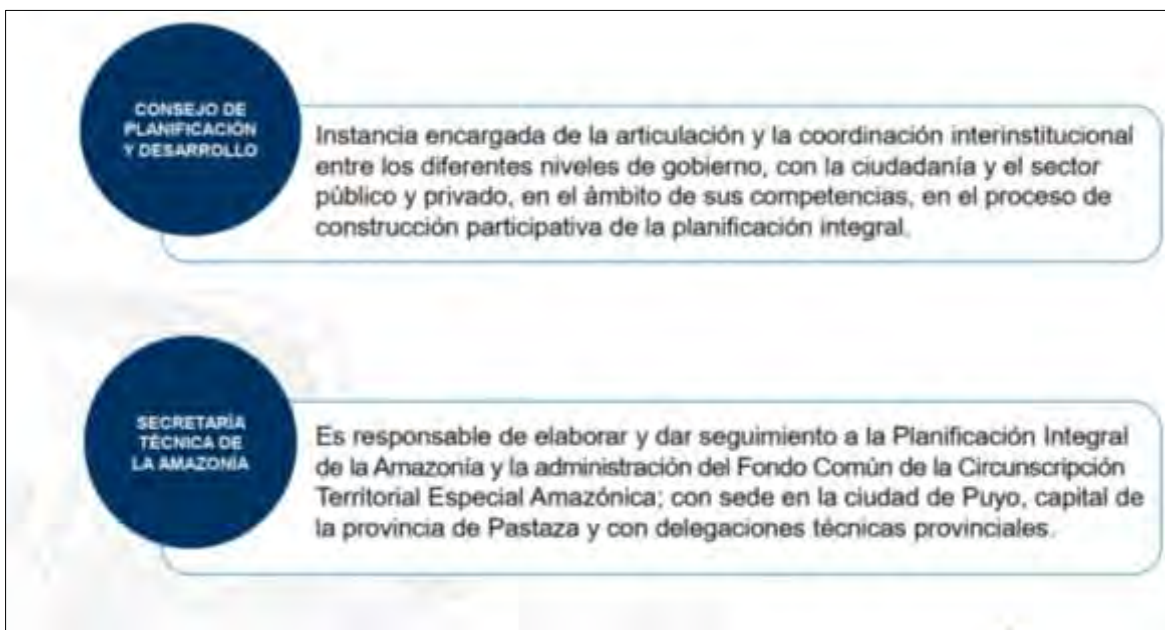 CONSEJO DE
PLANIFICACIÓN
Y DESARROLLO
Instancia encargada de la articulación y la coordinación interinstitucional
entre los diferentes niveles de gobierno, con la ciudadanía y el sector
público y privado, en el ámbito de sus competencias, en el proceso de
construcción participativa de la planificación integral.
SECRETARÍA
TÉCNICA DE
LA AMAZONÍA
Es responsable de elaborar y dar seguimiento a la Planificación Integral
de la Amazonía y la administración del Fondo Común de la Circunscripción
Territorial Especial Amazónica; con sede en la ciudad de Puyo, capital de
la provincia de Pastaza y con delegaciones técnicas provinciales.